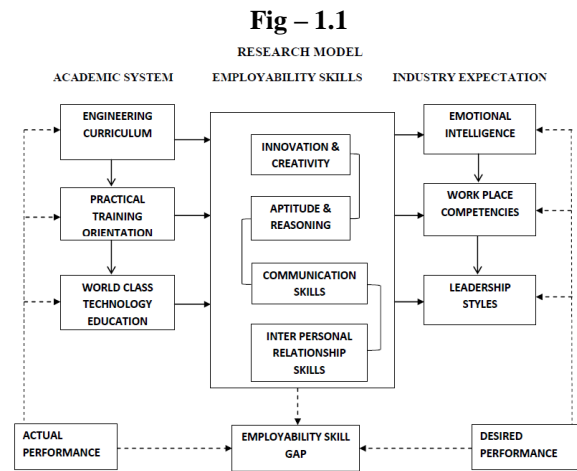 Fig – 1.1
RESEARCH MODEL
ACADEMIC SYSTEM
EMPLOYABILITY SKILLS
INDUSTRY EXPECTATION
ENGINEERING
CURRICULUM
PRACTICAL
TRAINING
ORIENTATION
WORLD CLASS
TECHNOLOGY
EDUCATION
INNOVATION &
CREATIVITY
APTITUDE &
REASONING
COMMUNICATION
SKILLS
INTER PERSONAL
RELATIONSHIP
SKILLS
EMOTIONAL
INTELLIGENCE
WORK PLACE
COMPETENCIES
LEADERSHIP
STYLES
ACTUAL
PERFORMANCE
EMPLOYABILITY SKILL
GAP
DESIRED
PERFORMANCE